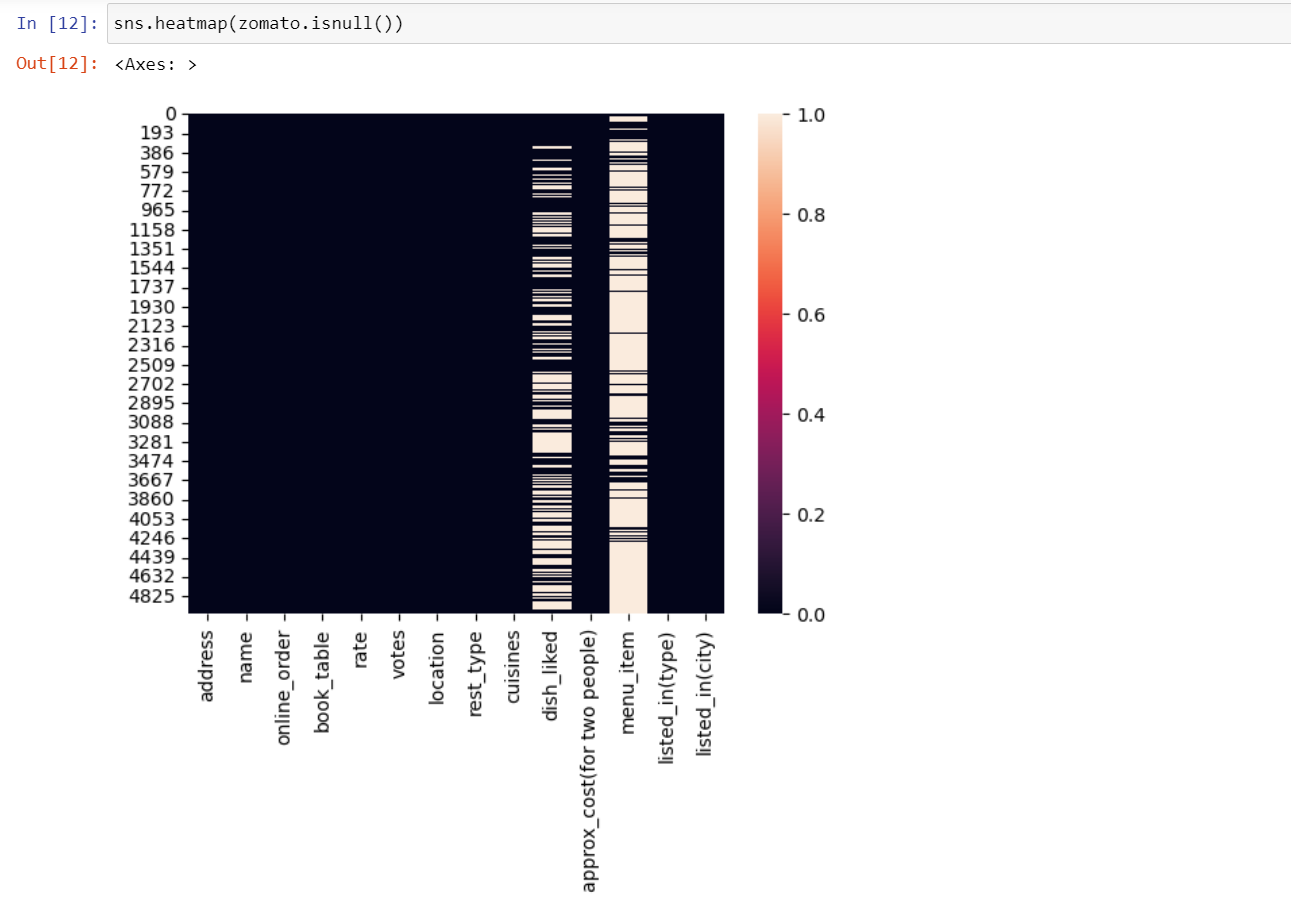 In [12]: sns.heatmap(zomato.isnull())
Out[12]: <Axes: >
0
193
386
579
772
965
1158
1351
1544
1737
1930
2123
2316
2509
2702
2895
3088
3281
3474
3667
3860
4053
4246
4439
4632
4825
1.0
0.8
0.6
0.4
0.2
0.0
address
name
online_order
book_table
rate
votes
location
rest_type
cuisines
dish_liked
approx_cost(for two people)
menu_item
listed_in(type)
listed_in(city)